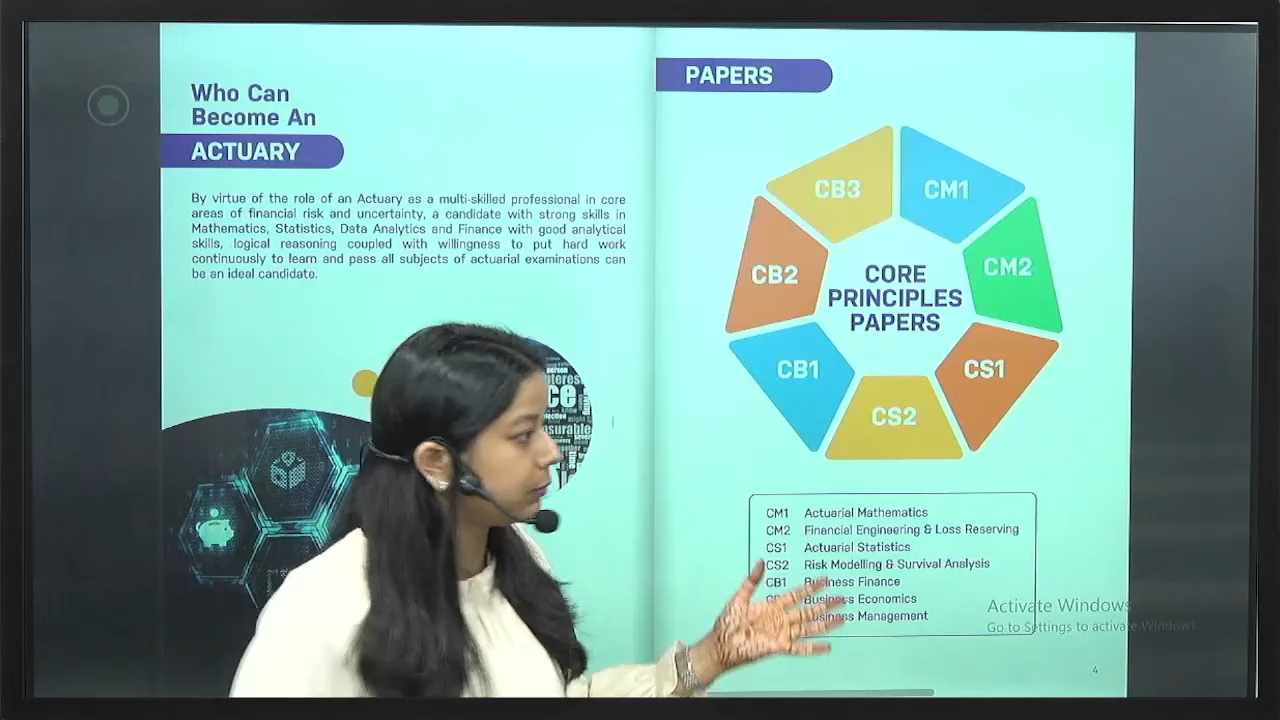 Who Can
Become An
ACTUARY
By virtue of the role of an Actuary as a multi-skilled professional in core
areas of financial risk and uncertainty, a candidate with strong skills in
Mathematics, Statistics, Data Analytics and Finance with good analytical
skills, logical reasoning coupled with willingness to put hard work
continuously to learn and pass all subjects of actuarial examinations can
be an ideal candidate.
person
interes
ce
surable
time
PAPERS
CB3
CM1
CB2
CM2
CORE
PRINCIPLES
PAPERS
CB1
CS1
CS2
CM1 Actuarial Mathematics
CM2 Financial Engineering & Loss Reserving
CS1 Actuarial Statistics
CS2 Risk Modelling & Survival Analysis
CB1 Business Finance
Business Economics
Business Management
Activate Windows
Go to Settings to activate Windows
4